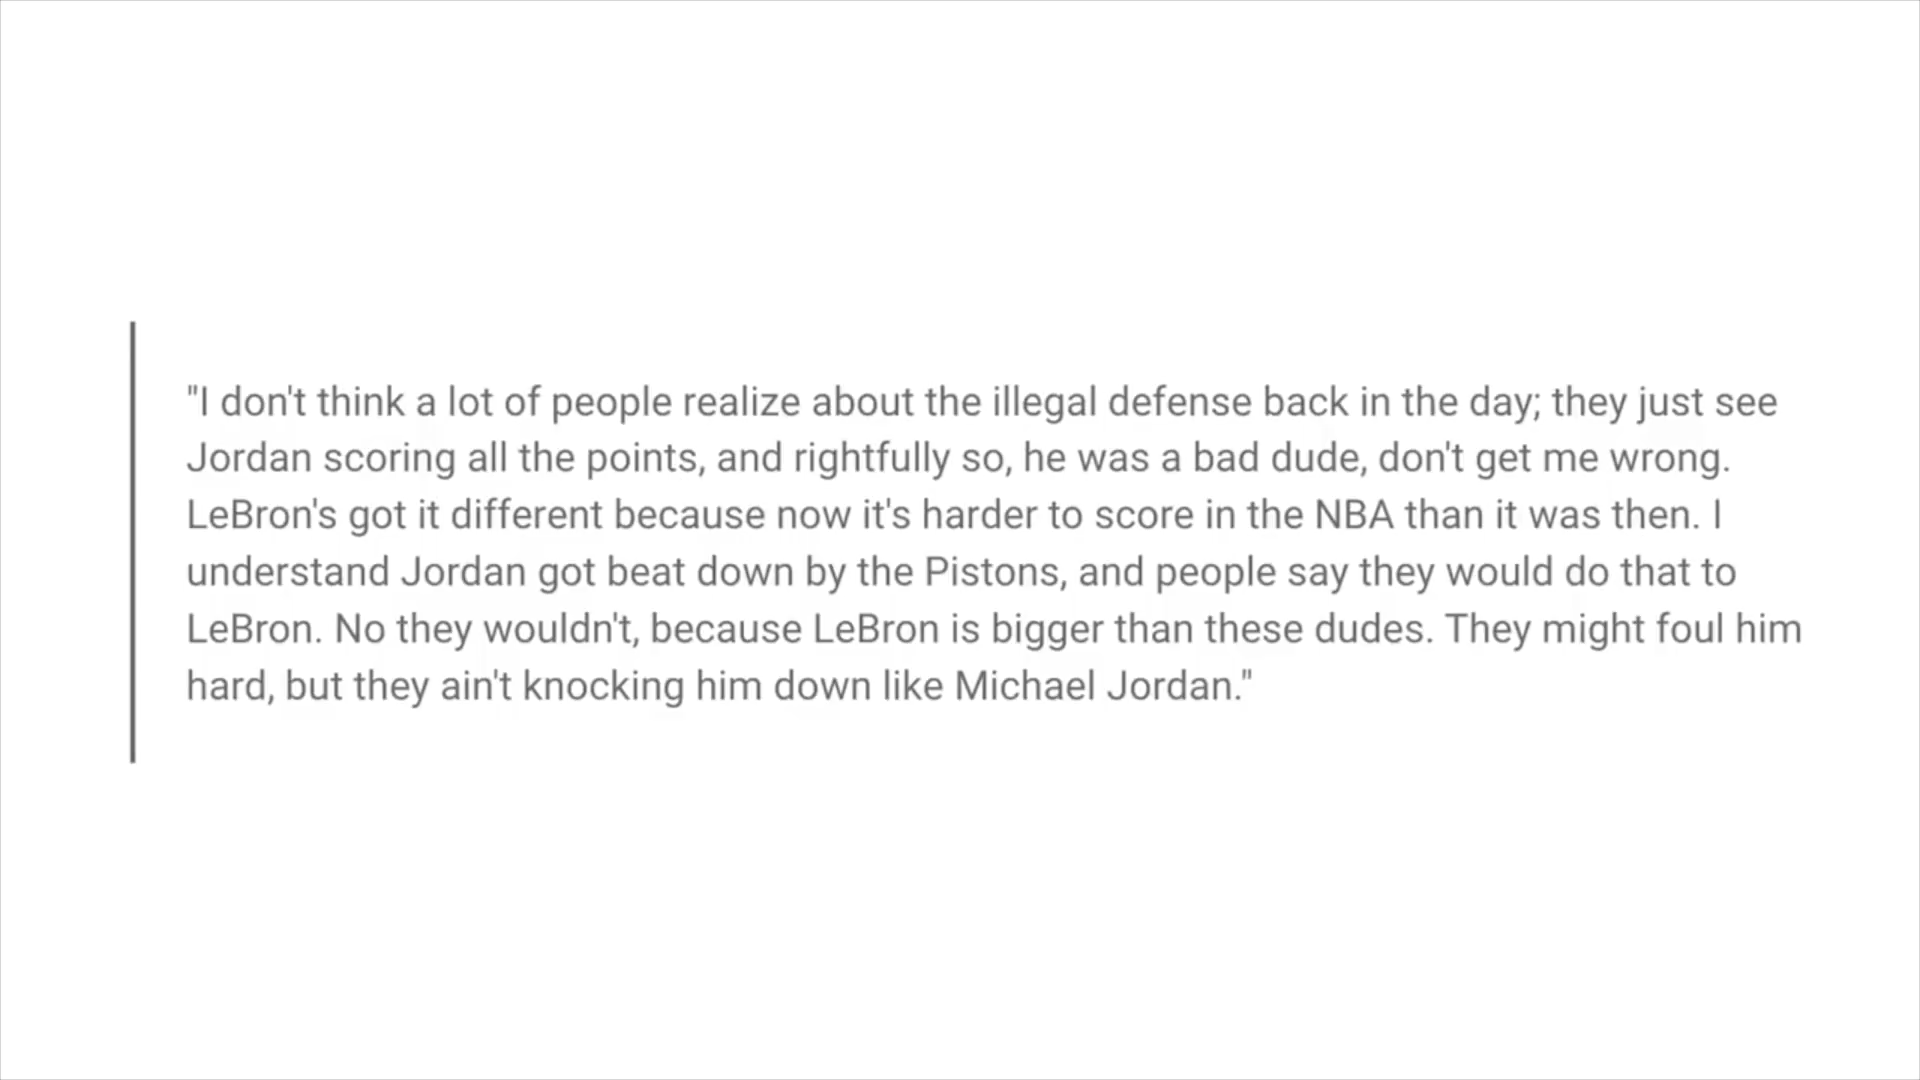 "I don't think a lot of people realize about the illegal defense back in the day; they just see
Jordan scoring all the points, and rightfully so, he was a bad dude, don't get me wrong.
LeBron's got it different because now it's harder to score in the NBA than it was then. I
understand Jordan got beat down by the Pistons, and people say they would do that to
LeBron. No they wouldn't, because LeBron is bigger than these dudes. They might foul him
hard, but they ain't knocking him down like Michael Jordan."